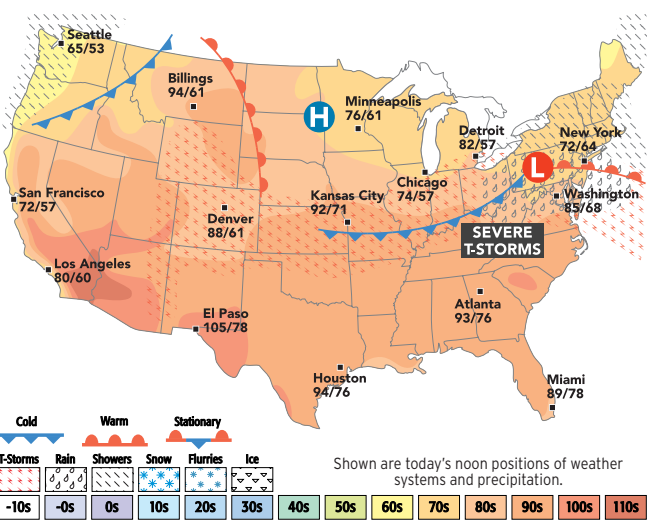 Seattle
65/53
Billings
94/61
H
Minneapolis
76/61
Detroit
82/57
New York
72/64
L
San Francisco
72/57
Denver
88/61
Kansas City
92/71
Chicago
74/57
Washington
85/68
SEVERE
T-STORMS
Los Angeles
80/60
El Paso
105/78
Atlanta
93/76
Houston
94/76
Miami
89/78
Cold
Warm
Stationary
T-Storms
Rain
Showers
Snow
Flurries
Ice
Shown are today's noon positions of weather
systems and precipitation.
-10s -0s 0s 10s 20s 30s 40s 50s 60s 70s 80s 90s 100s 110s